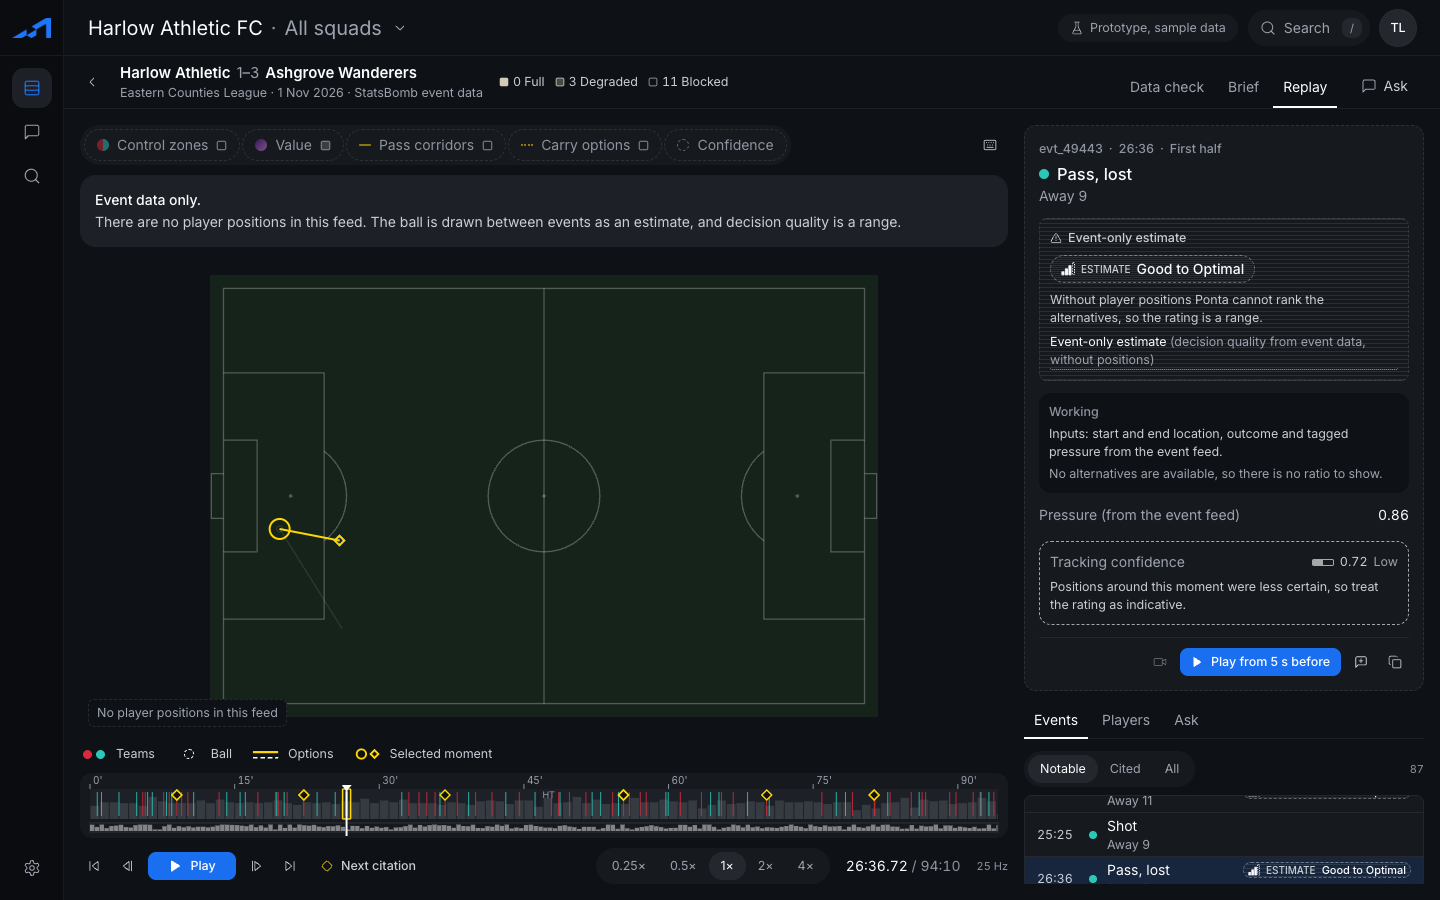 Harlow Athletic FC · All squads
Prototype, sample data
Search /
TL
Harlow Athletic 1–3 Ashgrove Wanderers
Eastern Counties League · 1 Nov 2026 · StatsBomb event data
0 Full 3 Degraded 11 Blocked
Data check Brief Replay Ask
Control zones Value Pass corridors Carry options Confidence
Event data only.
There are no player positions in this feed. The ball is drawn between events as an estimate, and decision quality is a range.
No player positions in this feed
Teams Ball Options Selected moment
0' 15' 30' 45' 60' 75' 90'
HT
Play
Next citation
0.25× 0.5× 1× 2× 4×
26:36.72 / 94:10 25 Hz
evt_49443 · 26:36 · First half
Pass, lost
Away 9
Event-only estimate
ESTIMATE Good to Optimal
Without player positions Ponta cannot rank the
alternatives, so the rating is a range.
Event-only estimate (decision quality from event data,
without positions)
Working
Inputs: start and end location, outcome and tagged
pressure from the event feed.
No alternatives are available, so there is no ratio to show.
Pressure (from the event feed) 0.86
Tracking confidence 0.72 Low
Positions around this moment were less certain, so treat
the rating as indicative.
Play from 5 s before
Events Players Ask
Notable Cited All 87
Away 11
25:25 Shot
Away 9
26:36 Pass, lost ESTIMATE Good to Optimal